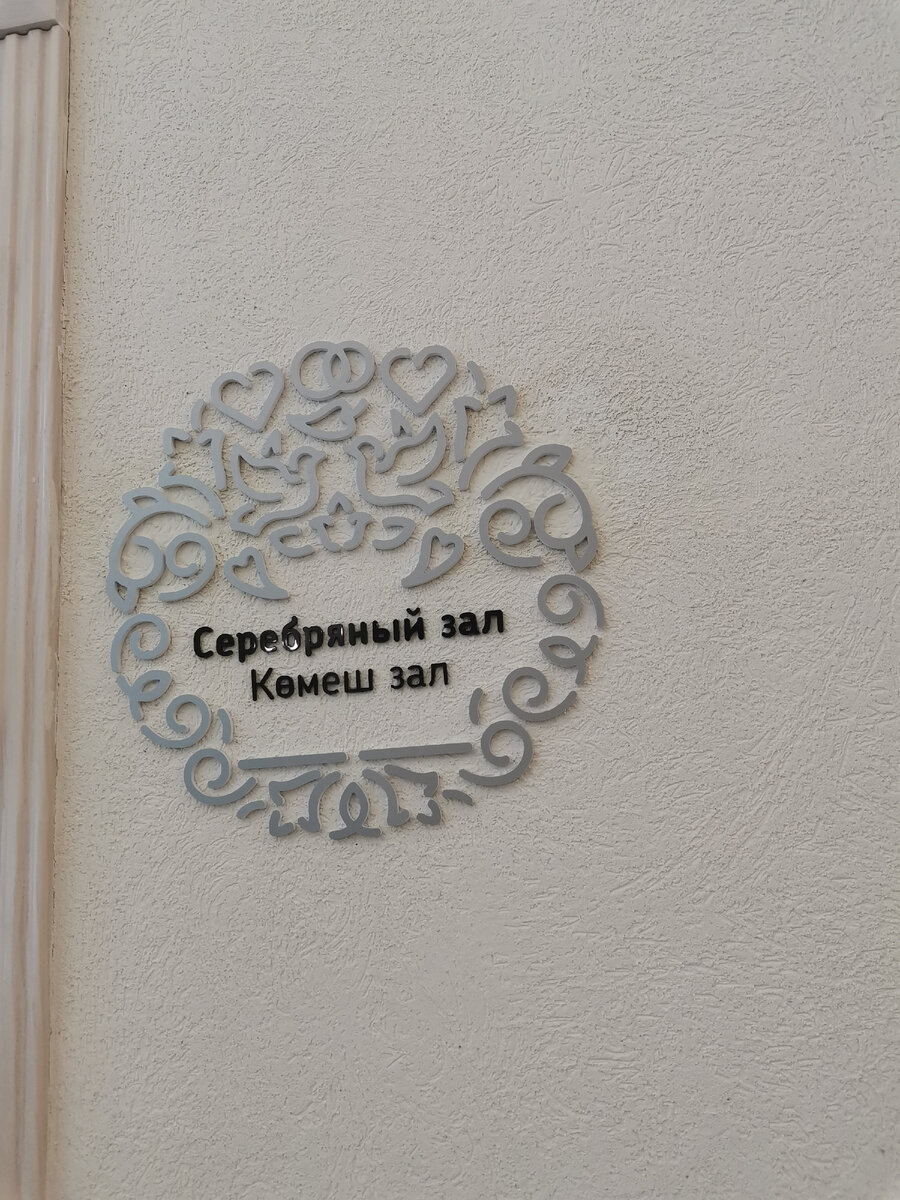 Серебряный зал
Көмеш зал